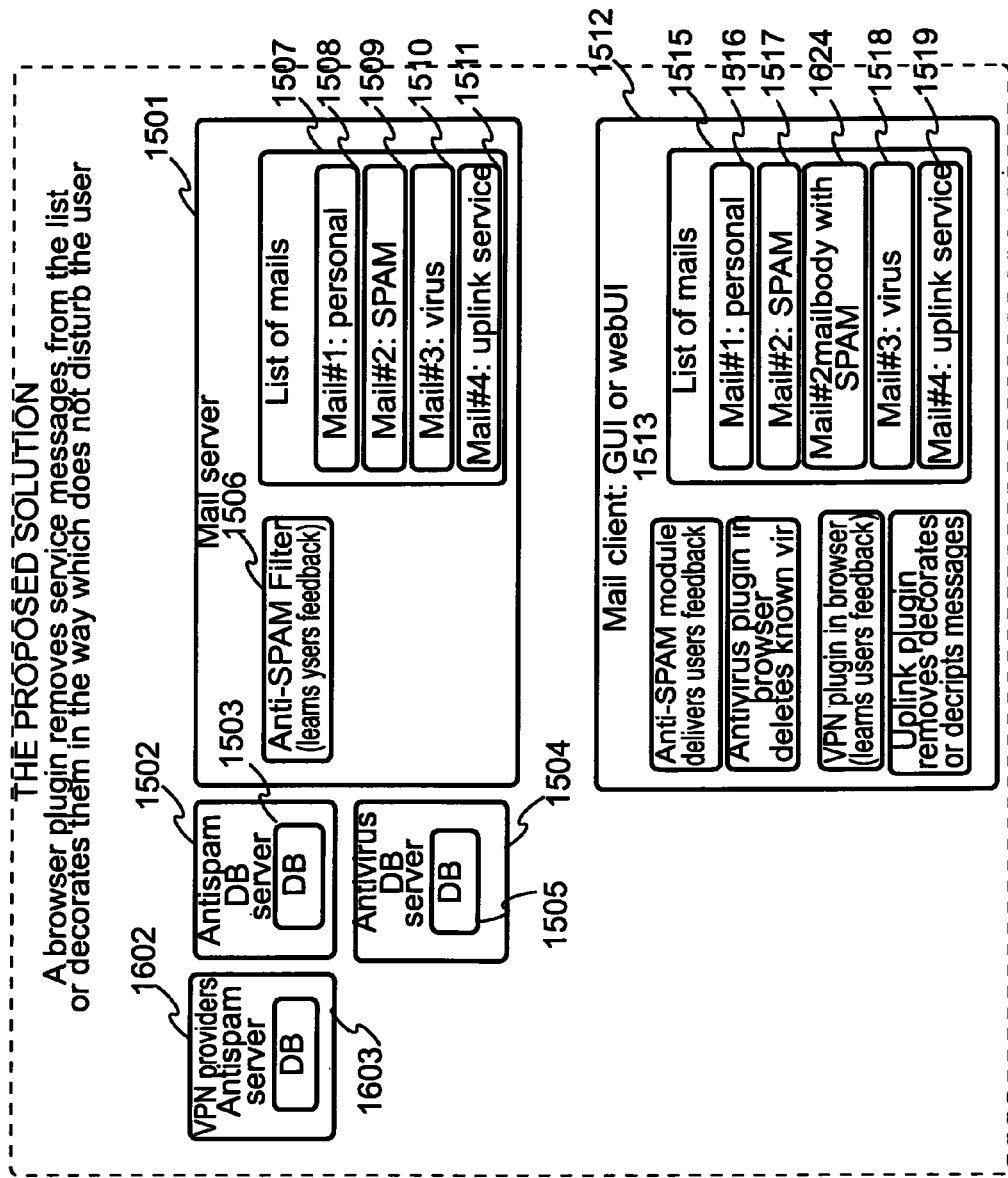 THE PROPOSED SOLUTION
A browser plugin removes service messages from the list
or decorates them in the way which does not disturb the user
1602
VPN providers
Antispam
server
DB
1603
1502
Antispam
DB
server
1503
DB
Antivirus
DB
server
DB
1504
1505
1501
Mail server
1506
Anti-SPAM Filter
(learns ysers feedback)
List of mails
Mail#1: personal
Mail#2: SPAM
Mail#3: virus
Mail#4: uplink service
1507
1508
1509
1510
1511
Mail client: GUI or webUI
1513
Anti-SPAM module
delivers users feedback
Antivirus plugin in
prowser
deletes known vir
VPN plugin in browser
(learns users feedback)
Uplink plugin
removes decorates
or decripts messages
List of mails
Mail#1: personal
Mail#2: SPAM
Mail#2mailbody with
SPAM
Mail#3: virus
Mail#4: uplink service
1512
1515
1516
1517
1624
1518
1519